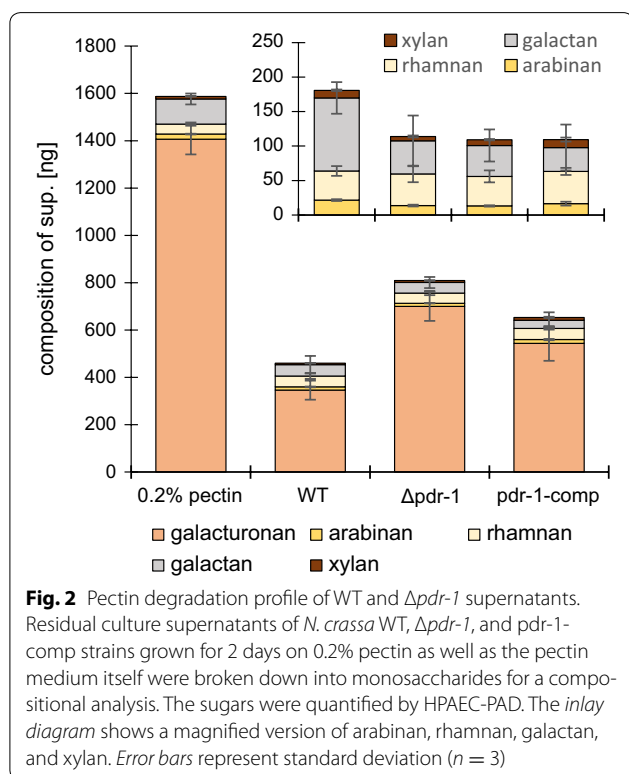 1800
1600
1400
1200
1000
800
600
400
200
0
composition of sup. [ng]
250
200
150
100
50
0
xylan galactan
rhamnan arabinan
0.2% pectin WT Δpdr-1 pdr-1-comp
galacturonan arabinan rhamnan
galactan xylan
Fig. 2 Pectin degradation profile of WT and Δpdr-1 supernatants.
Residual culture supernatants of N. crassa WT, Δpdr-1, and pdr-1-
comp strains grown for 2 days on 0.2% pectin as well as the pectin
medium itself were broken down into monosaccharides for a compo-
sitional analysis. The sugars were quantified by HPAEC-PAD. The inlay
diagram shows a magnified version of arabinan, rhamnan, galactan,
and xylan. Error bars represent standard deviation (n = 3)